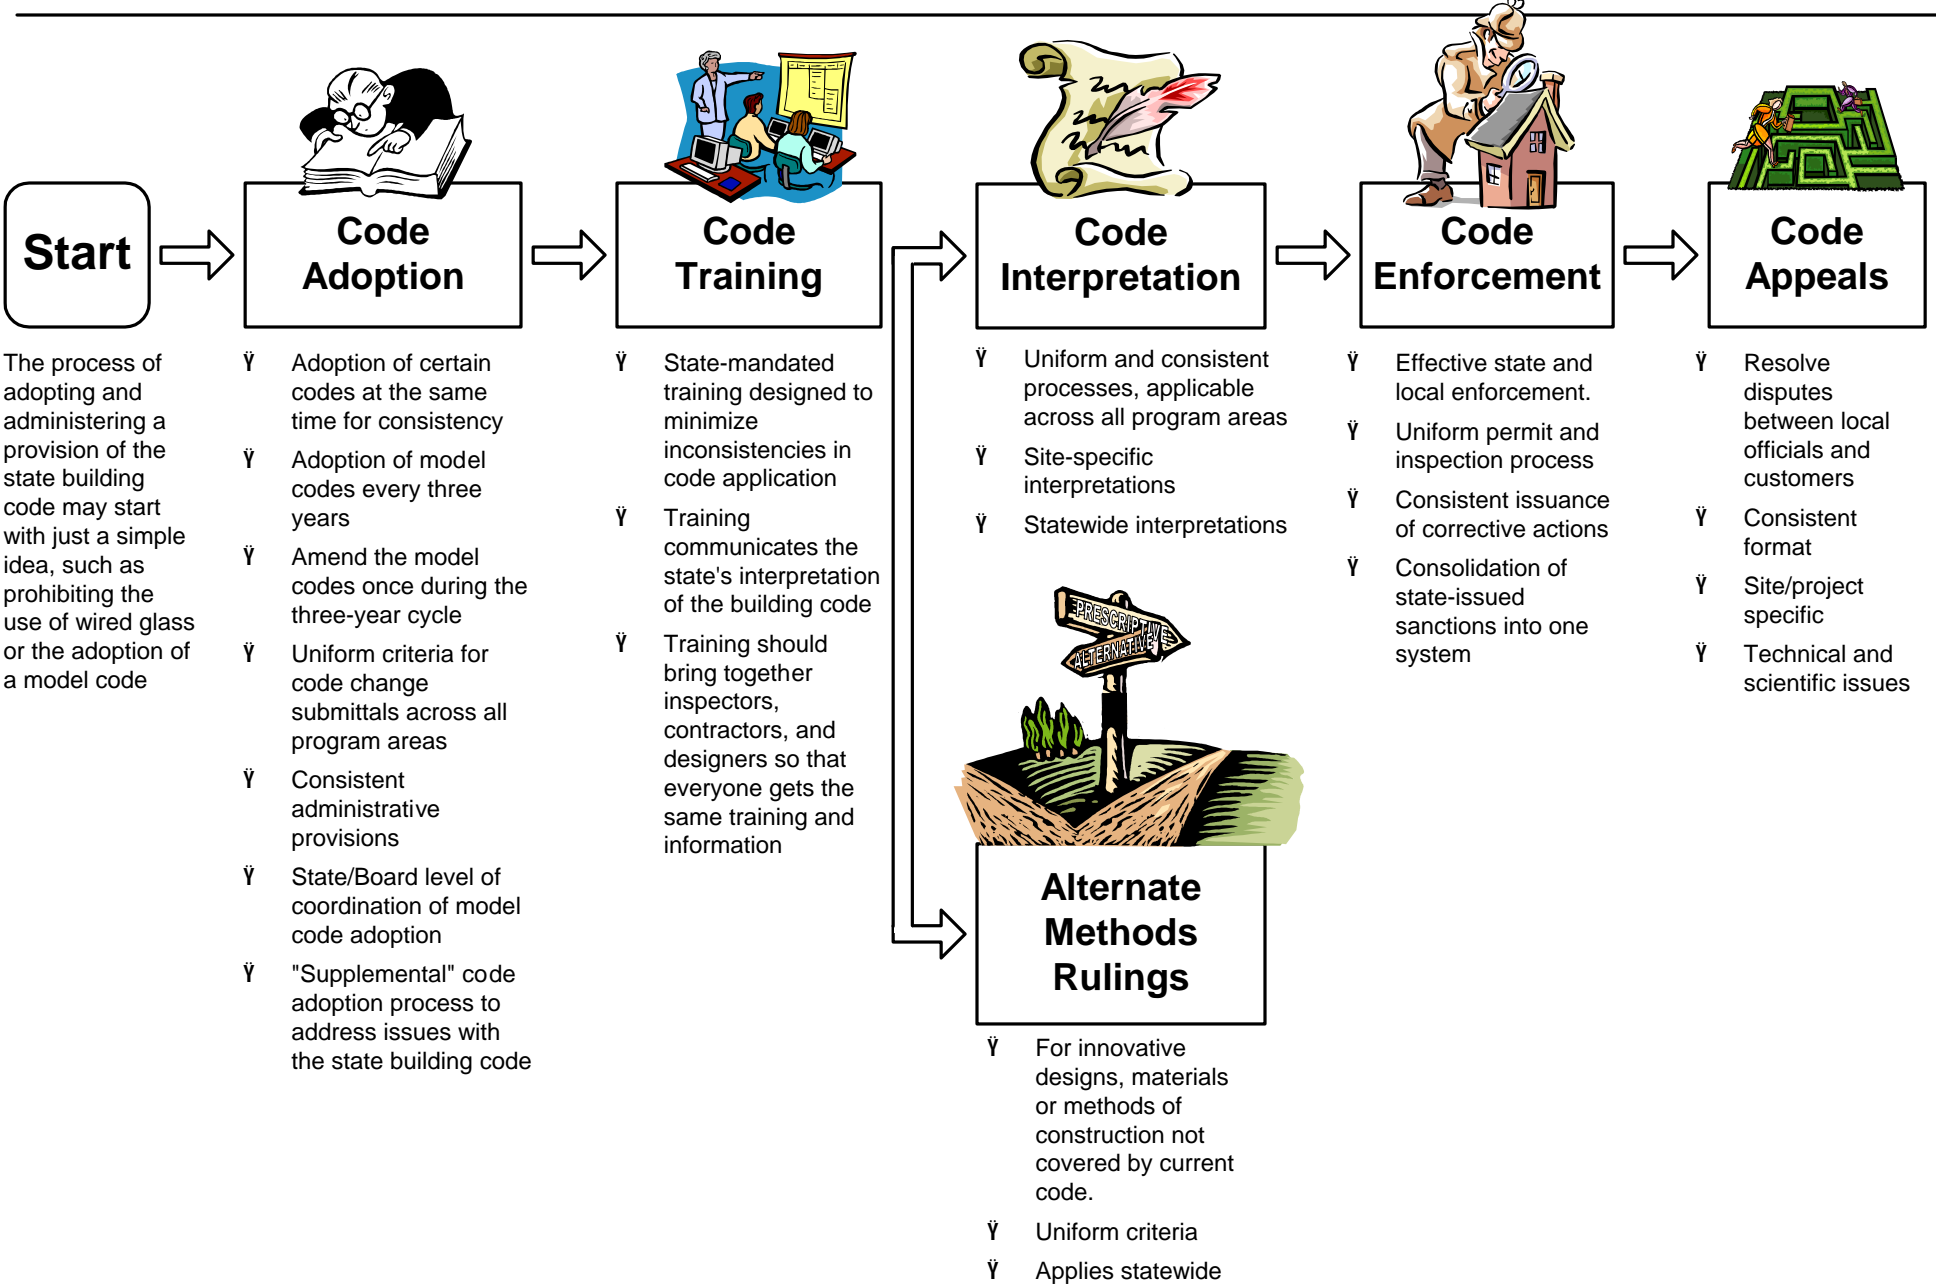 Start
The process of
adopting and
administering a
provision of the
state building
code may start
with just a simple
idea, such as
prohibiting the
use of wired glass
or the adoption of
a model code
Code
Adoption
Ÿ Adoption of certain
codes at the same
time for consistency
Ÿ Adoption of model
codes every three
years
Ÿ Amend the model
codes once during the
three-year cycle
Ÿ Uniform criteria for
code change
submittals across all
program areas
Ÿ Consistent
administrative
provisions
Ÿ State/Board level of
coordination of model
code adoption
Ÿ "Supplemental" code
adoption process to
address issues with
the state building code
Code
Training
Ÿ State-mandated
training designed to
minimize
inconsistencies in
code application
Ÿ Training
communicates the
state's interpretation
of the building code
Ÿ Training should
bring together
inspectors,
contractors, and
designers so that
everyone gets the
same training and
information
Code
Interpretation
Ÿ Uniform and consistent
processes, applicable
across all program areas
Ÿ Site-specific
interpretations
Ÿ Statewide interpretations
PRESCRIPTIVE
ALTERNATIVE
Alternate
Methods
Rulings
Ÿ For innovative
designs, materials
or methods of
construction not
covered by current
code.
Ÿ Uniform criteria
Ÿ Applies statewide
Code
Enforcement
Ÿ Effective state and
local enforcement.
Ÿ Uniform permit and
inspection process
Ÿ Consistent issuance
of corrective actions
Ÿ Consolidation of
state-issued
sanctions into one
system
Code
Appeals
Ÿ Resolve
disputes
between local
officials and
customers
Ÿ Consistent
format
Ÿ Site/project
specific
Ÿ Technical and
scientific issues